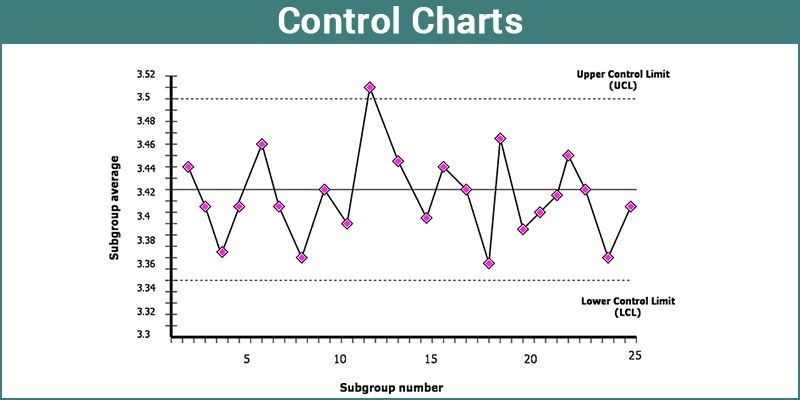 Control Charts
3.52
Upper Control Limit
(UCL)
3.5
3.48
3.46
3.44
3.42
3.4
3.38
3.36
3.34
3.32
3.3
Subgroup average
Lower Control Limit
(LCL)
5
10
15
20
25
Subgroup number